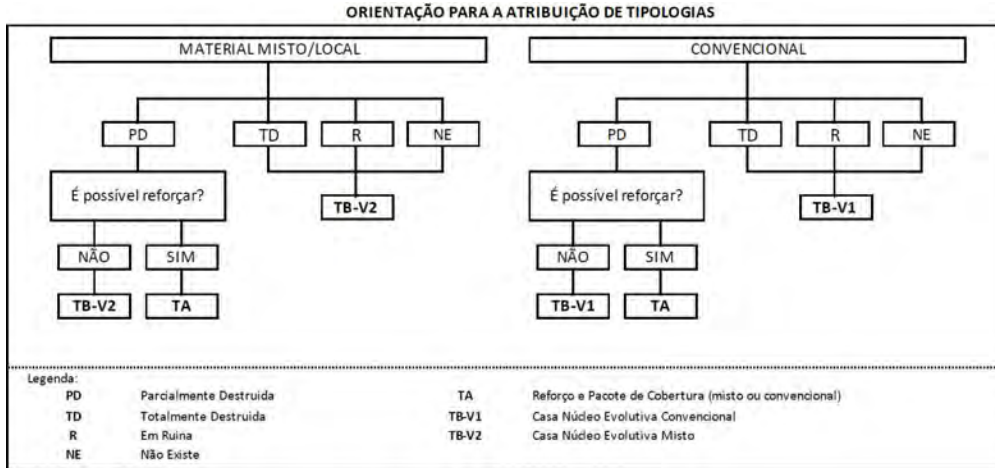 ORIENTAÇÃO PARA A ATRIBUIÇÃO DE TIPOLOGIAS
MATERIAL MISTO/LOCAL
CONVENCIONAL
PD TD R NE
PD TD R NE
É possível reforçar?
TB-V2
É possível reforçar?
TB-V1
NÃO SIM
NÃO SIM
TB-V2 TA
TB-V1 TA
Legenda:
PD Parcialmente Destruida
TD Totalmente Destruida
R Em Ruina
NE Não Existe
TA Reforço e Pacote de Cobertura (misto ou convencional)
TB-V1 Casa Núcleo Evolutiva Convencional
TB-V2 Casa Núcleo Evolutiva Misto